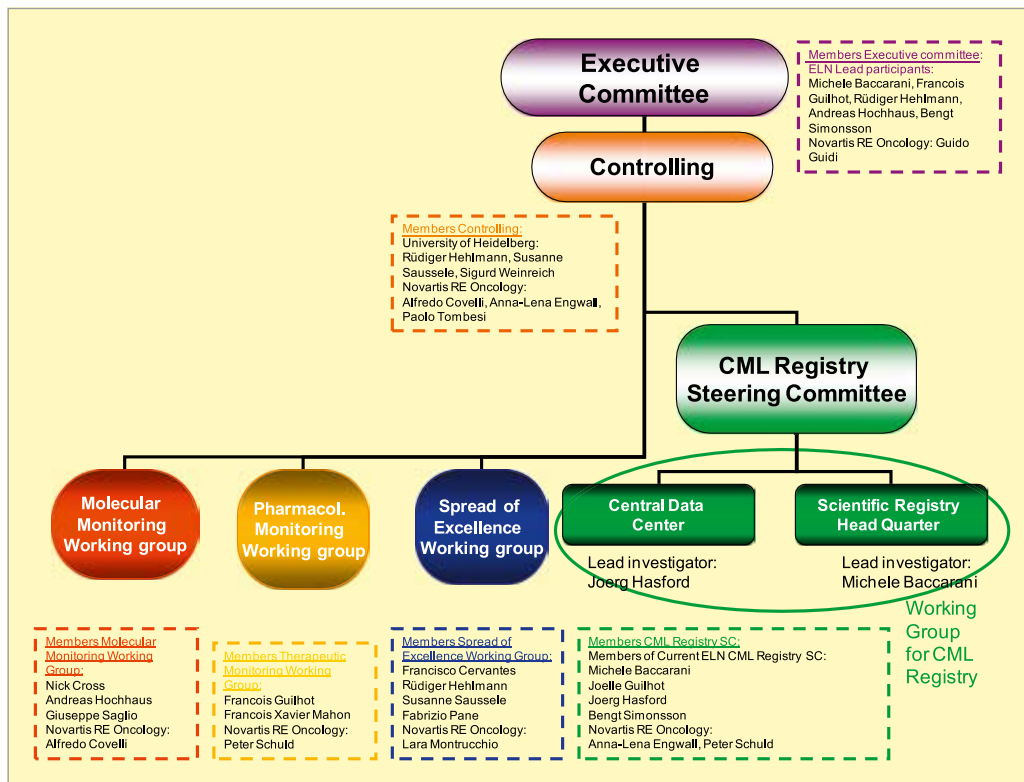 Executive
Committee
Members Executive committee:
ELN Lead participants:
Michele Baccarani, Francois
Guilhot, Rüdiger Hehlmann,
Andreas Hochhaus, Bengt
Simonsson
Novartis RE Oncology: Guido
Guidi
Controlling
Members Controlling:
University of Heidelberg:
Rüdiger Hehlmann, Susanne
Saussele, Sigurd Weinreich
Novartis RE Oncology:
Alfredo Covelli, Anna-Lena Engwall,
Paolo Tombesi
CML Registry
Steering Committee
Molecular
Monitoring
Working group
Pharmacol.
Monitoring
Working group
Spread of
Excellence
Working group
Central Data
Center
Scientific Registry
Head Quarter
Lead investigator:
Joerg Hasford
Lead investigator:
Michele Baccarani
Working
Group
for CML
Registry
Members Molecular
Monitoring Working
Group:
Nick Cross
Andreas Hochhaus
Giuseppe Saglio
Novartis RE Oncology:
Alfredo Covelli
Members Therapeutic
Monitoring Working
Group:
Francois Guilhot
Francois Xavier Mahon
Novartis RE Oncology:
Peter Schuld
Members Spread of
Excellence Working Group:
Francisco Cervantes
Rüdiger Hehlmann
Susanne Saussele
Fabrizio Pane
Novartis RE Oncology:
Lara Montrucchio
Members CML Registry SC:
Members of Current ELN CML Registry SC:
Michele Baccarani
Joelle Guilhot
Joerg Hasford
Bengt Simonsson
Novartis RE Oncology:
Anna-Lena Engwall, Peter Schuld